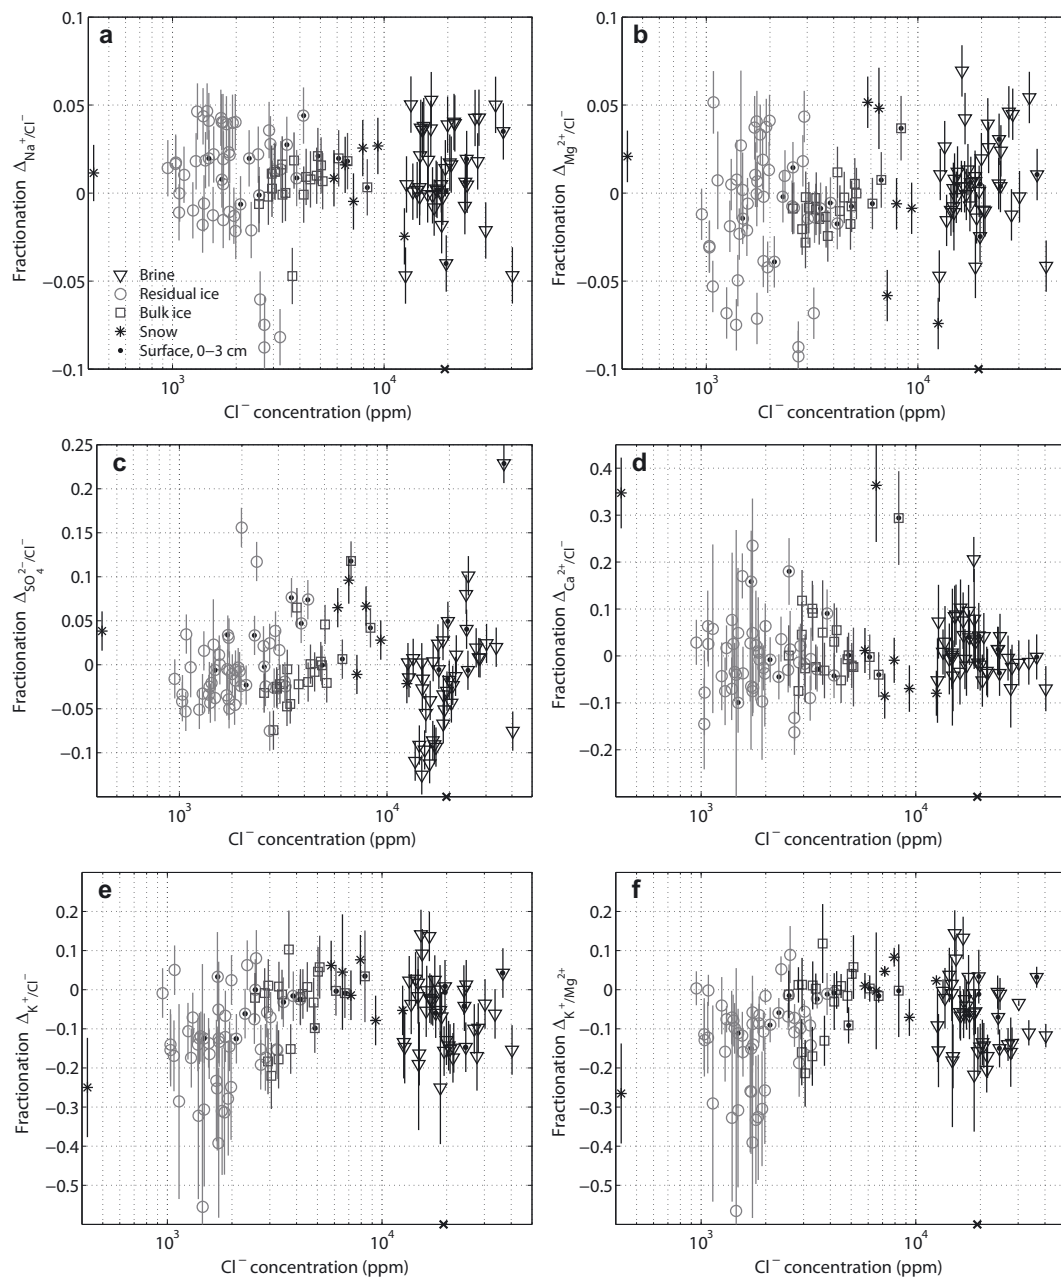 a
0.1
0.05
0
−0.05
−0.1
Fractionation Δ Na⁺/Cl⁻
Brine
Residual ice
Bulk ice
Snow
Surface, 0–3 cm
10³
10⁴
Cl⁻ concentration (ppm)
b
0.1
0.05
0
−0.05
−0.1
Fractionation Δ Mg²⁺/Cl⁻
10³
10⁴
Cl⁻ concentration (ppm)
c
0.25
0.2
0.15
0.1
0.05
0
−0.05
−0.1
Fractionation Δ SO₄²⁻/Cl⁻
10³
10⁴
Cl⁻ concentration (ppm)
d
0.4
0.3
0.2
0.1
0
−0.1
−0.2
Fractionation Δ Ca²⁺/Cl⁻
10³
10⁴
Cl⁻ concentration (ppm)
e
0.2
0.1
0
−0.1
−0.2
−0.3
−0.4
−0.5
Fractionation Δ K⁺/Cl⁻
10³
10⁴
Cl⁻ concentration (ppm)
f
0.2
0.1
0
−0.1
−0.2
−0.3
−0.4
−0.5
Fractionation Δ K⁺/Mg²⁺
10³
10⁴
Cl⁻ concentration (ppm)